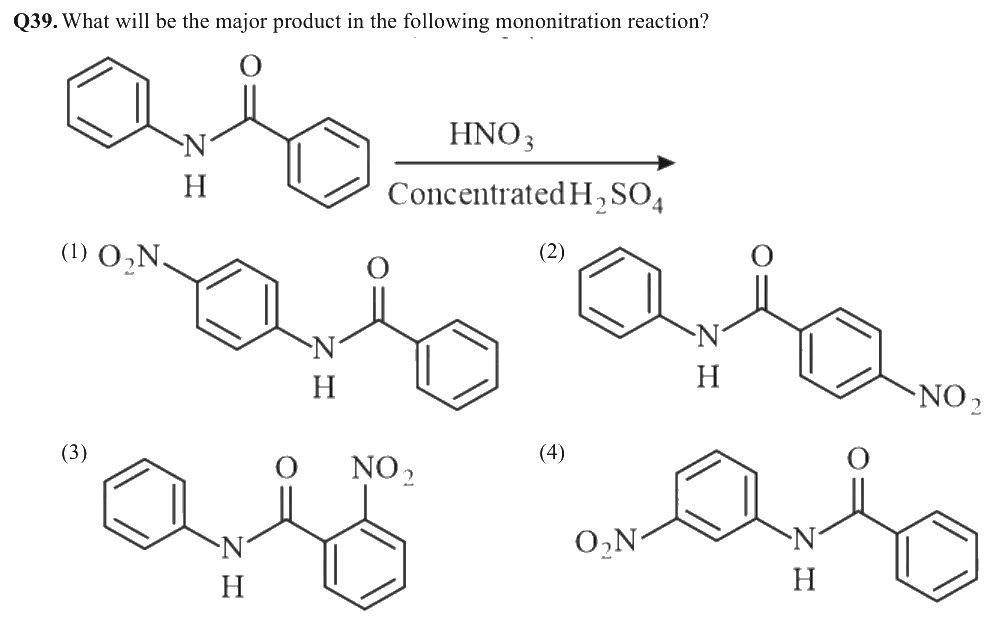 Q39. What will be the major product in the following mononitration reaction?
O
N
H
HNO3
Concentrated H2SO4
(1) O2N
O
N
H
(2)
O
N
H
NO2
(3)
O
NO2
N
H
(4)
O
O2N
N
H